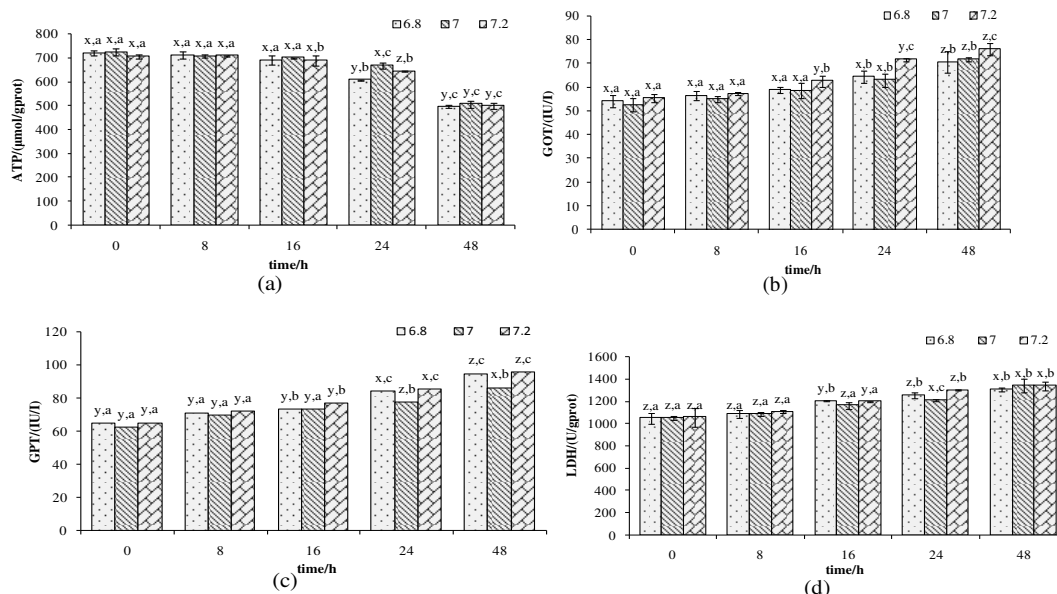 6.8 7 7.2
ATP/(μmol/gprot)
900
800
700
600
500
400
300
200
100
0
x,a x,a x,a x,a x,a x,a x,a x,a x,b y,b x,c z,b y,c y,c y,c
0 8 16 24 48
time/h
(a)
6.8 7 7.2
GOT/(IU/I)
90
80
70
60
50
40
30
20
10
0
x,a x,a x,a x,a x,a x,a x,a x,a y,b x,b x,b y,c z,b z,b z,c
0 8 16 24 48
time/h
(b)
6.8 7 7.2
GPT/(IU/I)
120
100
80
60
40
20
0
y,a y,a y,a y,a y,a y,a y,b y,b y,b x,c z,b x,c z,c x,b z,c
0 8 16 24 48
time/h
(c)
6.8 7 7.2
LDH/(U/gprot)
1600
1400
1200
1000
800
600
400
200
0
z,a z,a z,a z,a z,a z,a y,b y,a y,a z,b x,c z,b x,b x,b x,b
0 8 16 24 48
time/h
(d)